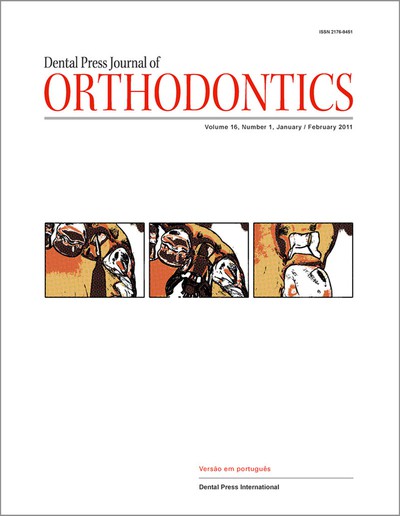 ISSN 2176-9451
Dental Press Journal of
ORTHODONTICS
Volume 16, Number 1, January / February 2011
Versão em português
Dental Press International